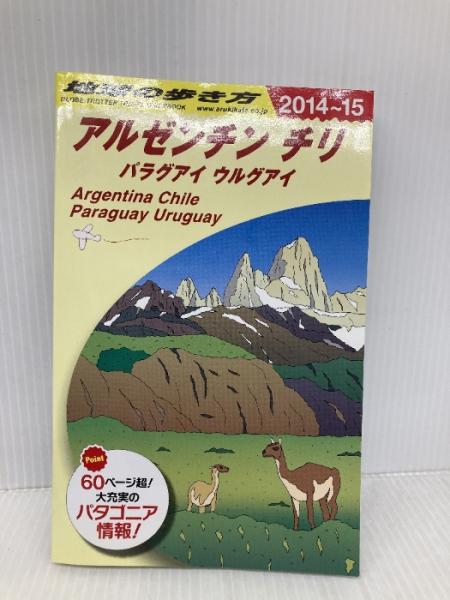 地球の歩き方
GLOBE-TROTTER TRAVEL GUIDEBOOK
www.arukikata.co.jp
2014~15
アルゼンチン チリ
パラグアイ ウルグアイ
Argentina Chile
Paraguay Uruguay
Point
60ページ超!
大充実の
パタゴニア
情報!